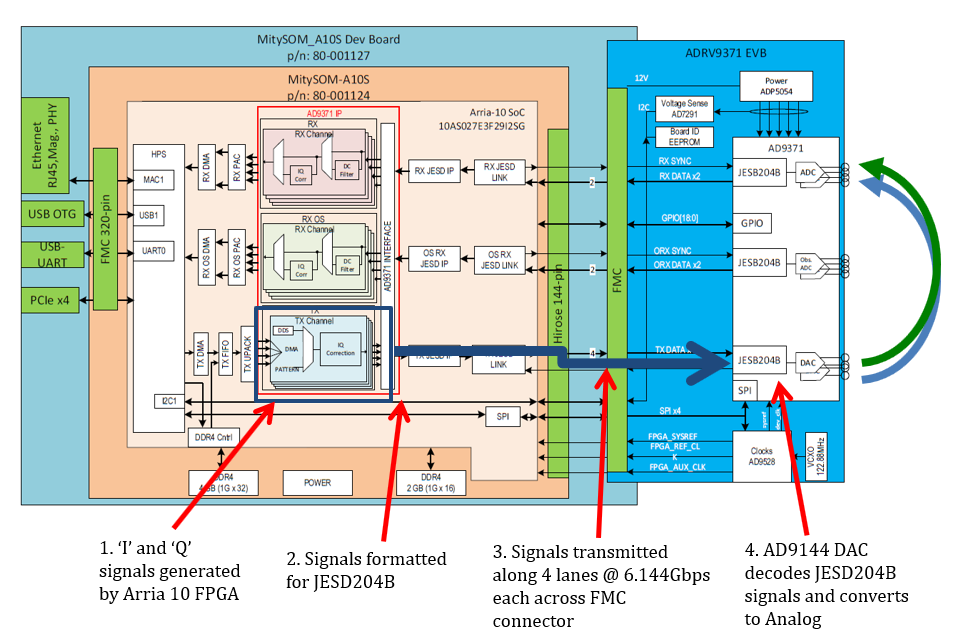 MitySOM_A10S Dev Board
p/n: 80-001127
ADRV9371 EVB
MitySOM-A10S
p/n: 80-001124
12V
Power
ADP5054
I2C
Voltage Sense
AD7291
Board ID
EEPROM
AD9371 IP
Arria-10 SoC
10AS027E3F29I2SG
Ethernet
RJ45,Mag., PHY
USB OTG
USB-
UART
PCIe x4
FMC 320-pin
HPS
MAC1
USB1
UART0
I2C1
RX DMA
RX PAC
RX
RX Channel
IQ
Corr
DC
Filter
RX JESD IP
RX JESD
LINK
2
RX SYNC
RX DATA x2
AD9371
JESB204B
ADC
GPIO[18:0]
GPIO
RX OS DMA
RX OS PAC
RX OS
RX Channel
IQ
Corr
DC
Filter
AD9371 INTERFACE
OS RX
JESD IP
OS RX
JESD LINK
2
ORX SYNC
ORX DATA x2
JESB204B
Obs.
ADC
Hirose 144-pin
FMC
TX DMA
TX FIFO
TX UPACK
TX
TX Channel
DDS
DMA
PATTERN
IQ
Correction
TX JESD IP
LINK
4
TX DATA
JESB204B
DAC
SPI
SPI
SPI x4
sysref
dev_clk
DDR4 Cntrl
FPGA_SYSREF
FPGA_REF_CL
K
FPGA_AUX_CLK
Clocks
AD9528
VCXO
122.88MHz
DDR4
4 GB (1G x 32)
POWER
DDR4
2 GB (1G x 16)
1. ‘I’ and ‘Q’
signals generated
by Arria 10 FPGA
2. Signals formatted
for JESD204B
3. Signals transmitted
along 4 lanes @ 6.144Gbps
each across FMC
connector
4. AD9144 DAC
decodes JESD204B
signals and converts
to Analog